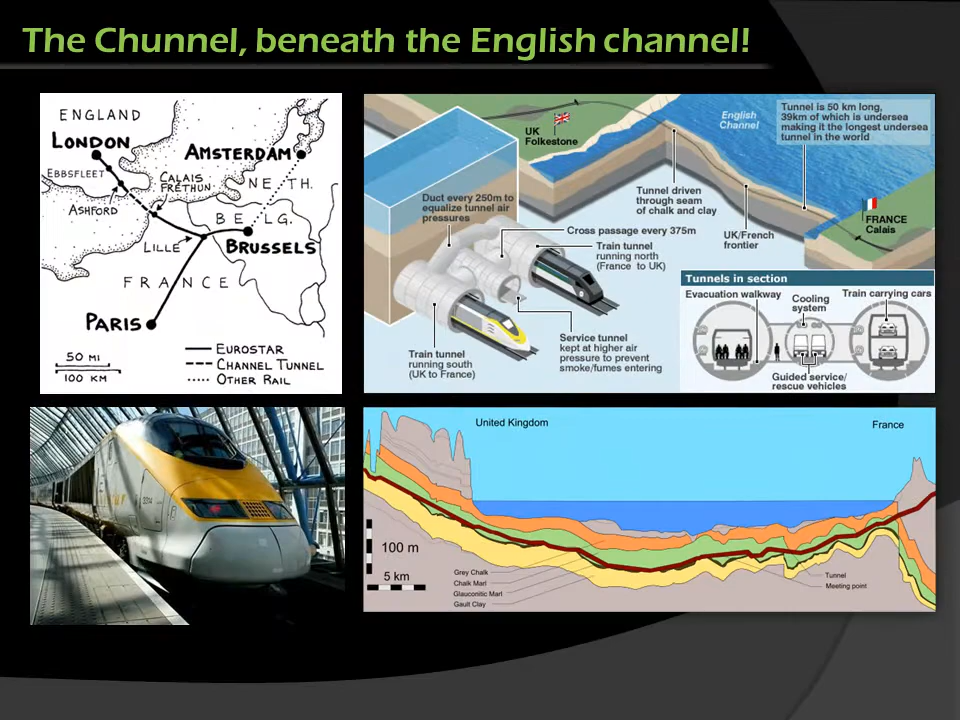 The Chunnel, beneath the English channel!
ENGLAND
LONDON
AMSTERDAM
EBBSFLEET
CALAIS
FRÉTHUN
NETH.
ASHFORD
BELG.
LILLE
BRUSSELS
FRANCE
PARIS
50 MI
100 KM
EUROSTAR
CHANNEL TUNNEL
OTHER RAIL
UK
Folkestone
English
Channel
Tunnel is 50 km long,
39km of which is undersea
making it the longest undersea
tunnel in the world
Duct every 250m to
equalize tunnel air
pressures
Tunnel driven
through seam
of chalk and clay
FRANCE
Calais
UK/French
frontier
Cross passage every 375m
Train tunnel
running north
(France to UK)
Train tunnel
running south
(UK to France)
Service tunnel
kept at higher air
pressure to prevent
smoke/fumes entering
Tunnels in section
Evacuation walkway
Cooling
system
Train carrying cars
Guided service/
rescue vehicles
United Kingdom
France
100 m
5 km
Grey Chalk
Chalk Marl
Glauconitic Marl
Gault Clay
Tunnel
Meeting point